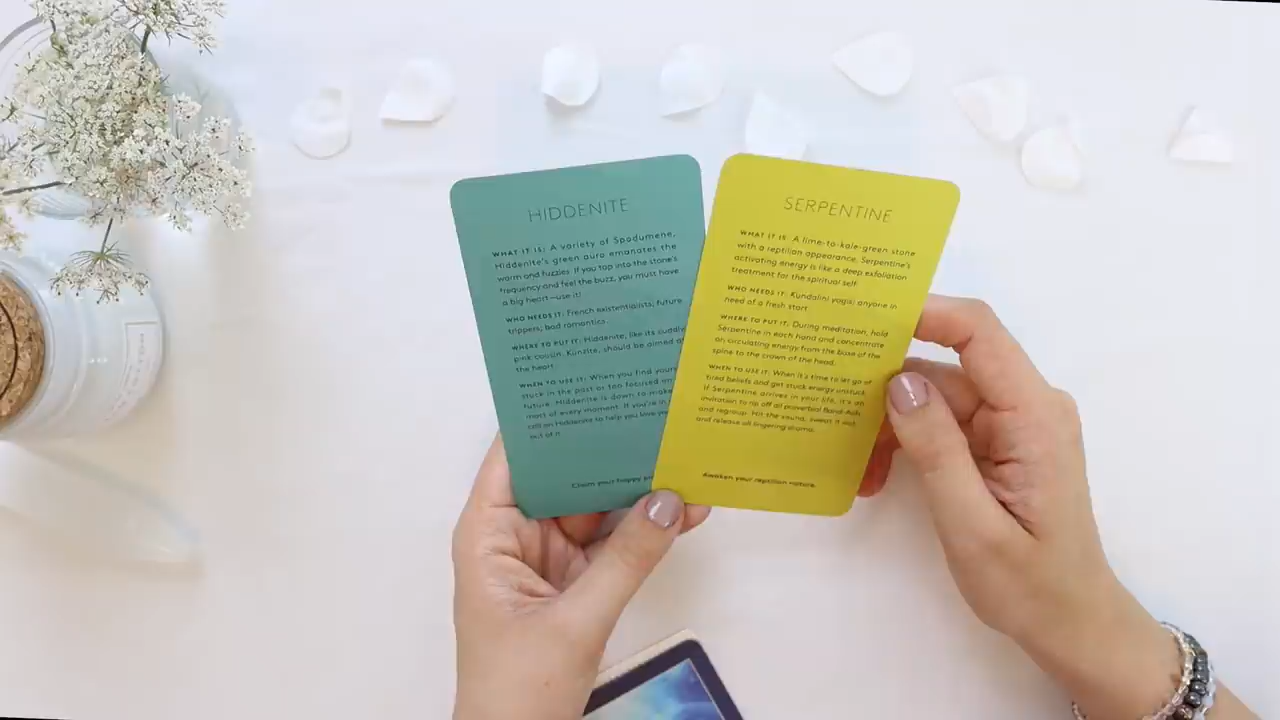 HIDDENITE
WHAT IT IS: A variety of Spodumene,
Hiddenite's green aura emanates the
warm and fuzzies. If you tap into the stone's
frequency and feel the buzz, you must have
a big heart—use it!
WHO NEEDS IT: French existentialists; future
trippers; bad romantics.
WHERE TO PUT IT: Hiddenite, like its cuddly
pink cousin, Kunzite, should be aimed at
the heart.
WHEN TO USE IT: When you find
stuck in the past or too focused
future. Hiddenite is down to make
most of every moment. If you're in
call on Hiddenite to help you love
out of it.
Claim your happy
SERPENTINE
WHAT IT IS: A lime-to-kale-green stone
with a reptilian appearance, Serpentine's
activating energy is like a deep exfoliation
treatment for the spiritual self.
WHO NEEDS IT: Kundalini yogis; anyone in
need of a fresh start.
WHERE TO PUT IT: During meditation, hold
Serpentine in each hand and concentrate
on circulating energy from the base of the
spine to the crown of the head.
WHEN TO USE IT: When it's time to let go of
tired beliefs and get stuck energy unstuck.
If Serpentine arrives in your life, it's an
invitation to rip off all proverbial Band-Aids
and regroup. Hit the sauna, sweat it out,
and release all lingering drama.
Awaken your reptilian nature.